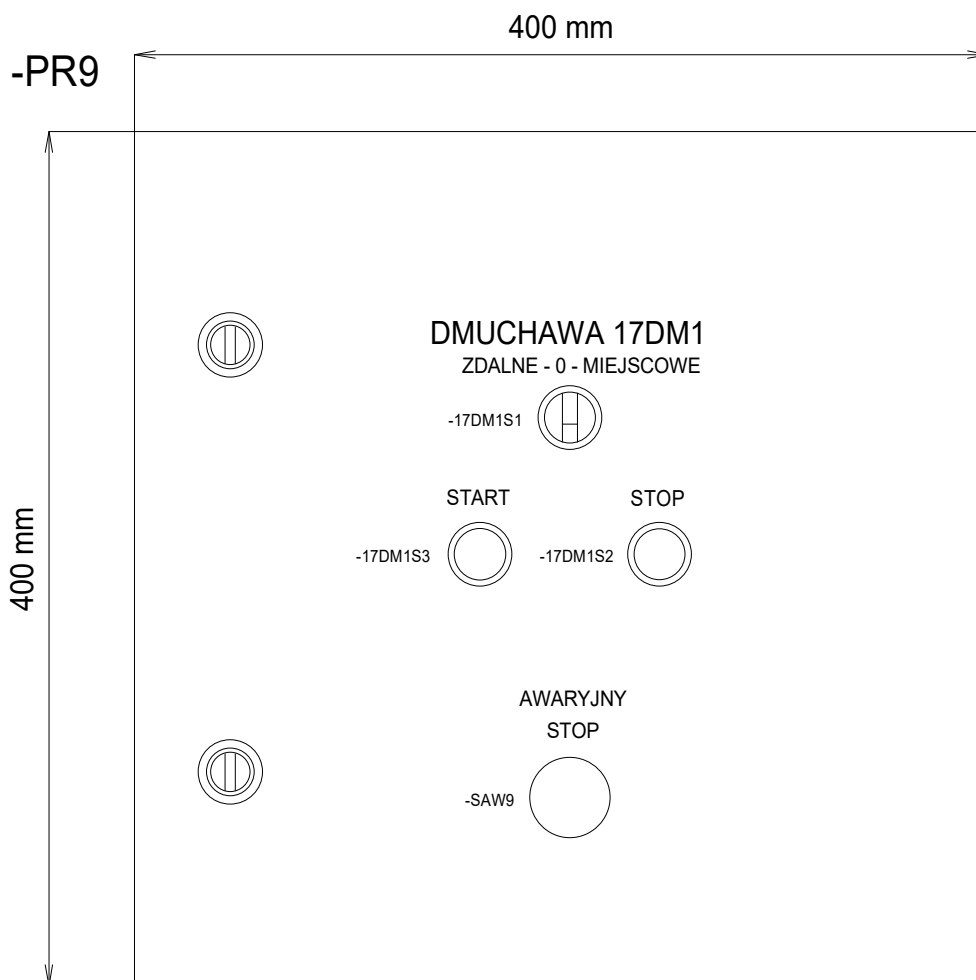 400 mm
-PR9
DMUCHAWA 17DM1
ZDALNE - 0 - MIEJSCOWE
-17DM1S1
START
STOP
-17DM1S3
-17DM1S2
400 mm
AWARYJNY
STOP
-SAW9